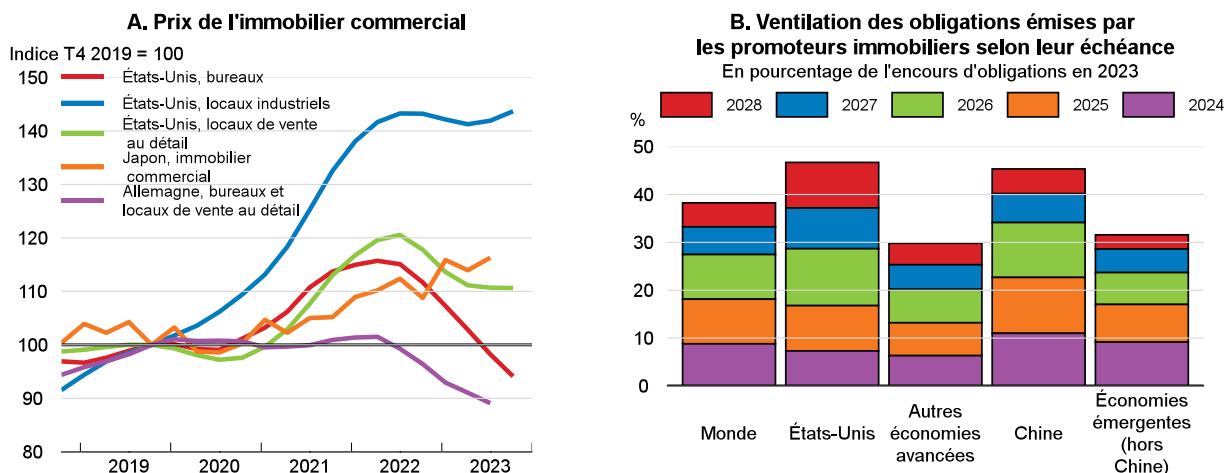 A. Prix de l'immobilier commercial
Indice T4 2019 = 100
150
140
130
120
110
100
90
80
États-Unis, bureaux
États-Unis, locaux industriels
États-Unis, locaux de vente
au détail
Japon, immobilier
commercial
Allemagne, bureaux et
locaux de vente au détail
2019
2020
2021
2022
2023
B. Ventilation des obligations émises par
les promoteurs immobiliers selon leur échéance
En pourcentage de l'encours d'obligations en 2023
2028
2027
2026
2025
2024
%
50
40
30
20
10
0
Monde
États-Unis
Autres
économies
avancées
Chine
Économies
émergentes
(hors
Chine)